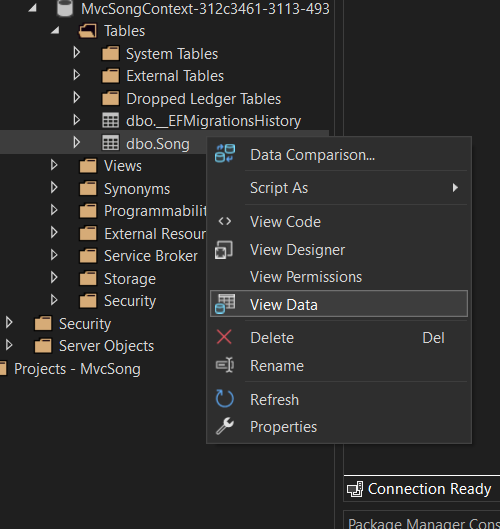 MvcSongContext-312c3461-3113-493
Tables
System Tables
External Tables
Dropped Ledger Tables
dbo.__EFMigrationsHistory
dbo.Song
Views
Synonyms
Programmabilit
External Resour
Service Broker
Storage
Security
Security
Server Objects
Projects - MvcSong
Data Comparison...
Script As
View Code
View Designer
View Permissions
View Data
Delete Del
Rename
Refresh
Properties
Connection Ready
Package Manager Cons